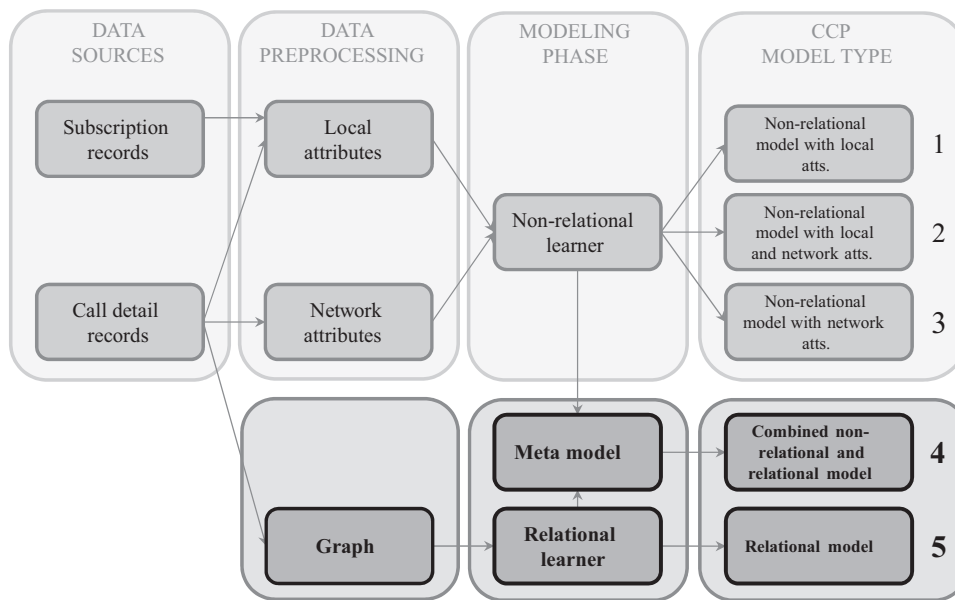 DATA
SOURCES
DATA
PREPROCESSING
MODELING
PHASE
CCP
MODEL TYPE
Subscription
records
Local
attributes
Non-relational
model with local
atts.
1
Non-relational
learner
Non-relational
model with local
and network atts.
2
Call detail
records
Network
attributes
Non-relational
model with network
atts.
3
Meta model
Combined non-
relational and
relational model
4
Graph
Relational
learner
Relational model
5